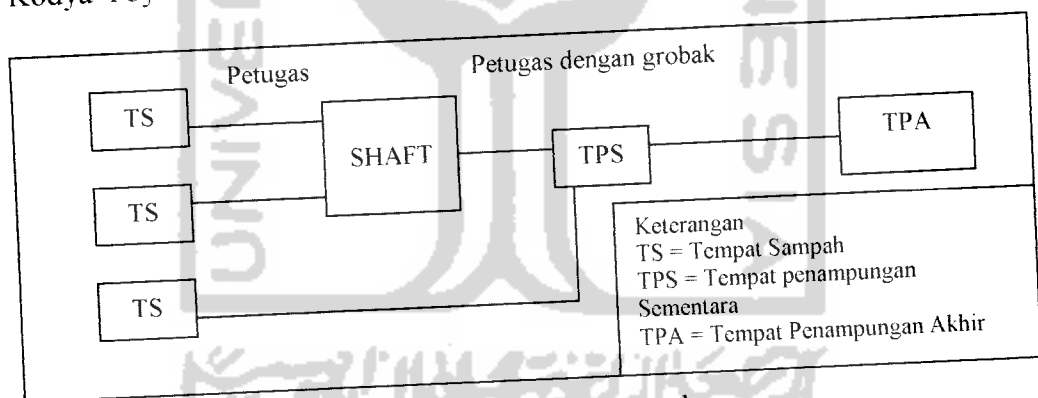 Petugas
Petugas dengan grobak
TS
SHAFT
TPS
TPA
TS
TS
Keterangan
TS = Tempat Sampah
TPS = Tempat penampungan
Sementara
TPA = Tempat Penampungan Akhir